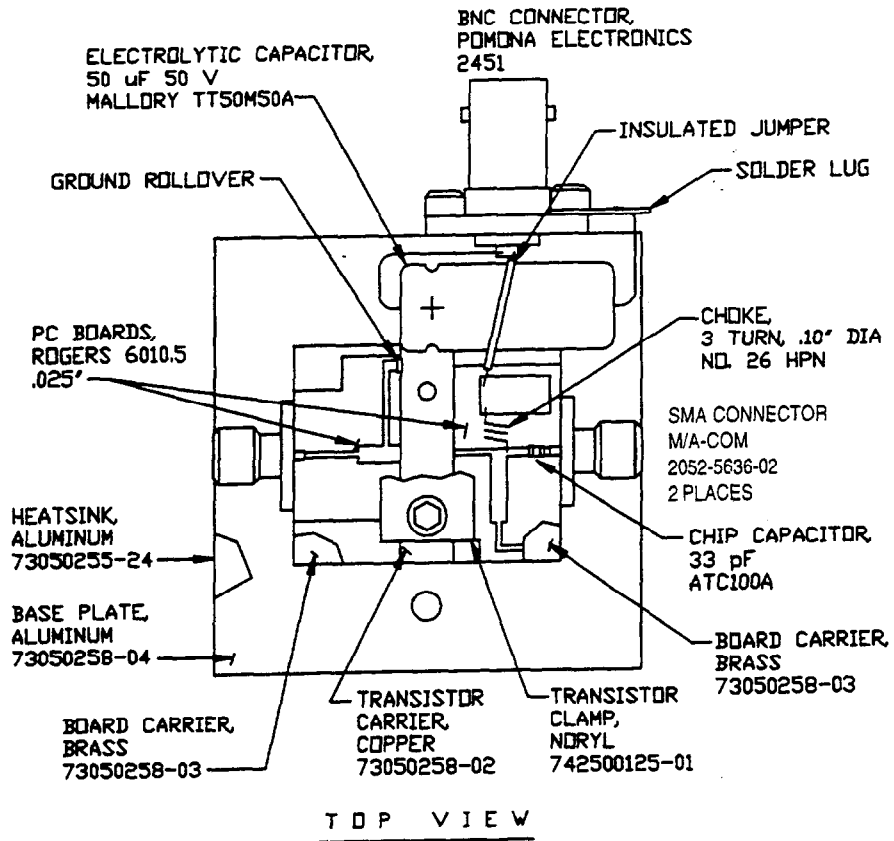 BNC CONNECTOR,
POMONA ELECTRONICS
2451
ELECTROLYTIC CAPACITOR,
50 uF 50 V
MALLORY TT50M50A
INSULATED JUMPER
SOLDER LUG
GROUND ROLLOVER
PC BOARDS,
ROGERS 6010.5
.025"
CHOKE,
3 TURN, .10" DIA
NO. 26 HPN
SMA CONNECTOR
M/A-COM
2052-5636-02
2 PLACES
HEATSINK,
ALUMINUM
73050255-24
CHIP CAPACITOR,
33 pF
ATC100A
BASE PLATE,
ALUMINUM
73050258-04
BOARD CARRIER,
BRASS
73050258-03
BOARD CARRIER,
BRASS
73050258-03
TRANSISTOR
CARRIER,
COPPER
73050258-02
TRANSISTOR
CLAMP,
NORYL
742500125-01
TOP VIEW